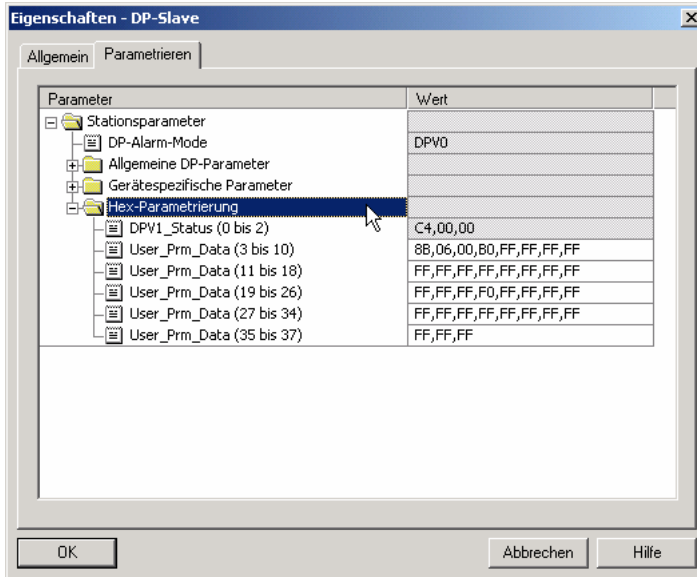 Eigenschaften - DP-Slave
Allgemein Parametrieren
Parameter Wert
Stationsparameter
DP-Alarm-Mode DPV0
Allgemeine DP-Parameter
Gerätespezifische Parameter
Hex-Parametrierung
DPV1_Status (0 bis 2) C4,00,00
User_Prm_Data (3 bis 10) 8B,06,00,B0,FF,FF,FF,FF
User_Prm_Data (11 bis 18) FF,FF,FF,FF,FF,FF,FF,FF
User_Prm_Data (19 bis 26) FF,FF,FF,F0,FF,FF,FF,FF
User_Prm_Data (27 bis 34) FF,FF,FF,FF,FF,FF,FF,FF
User_Prm_Data (35 bis 37) FF,FF,FF
OK Abbrechen Hilfe